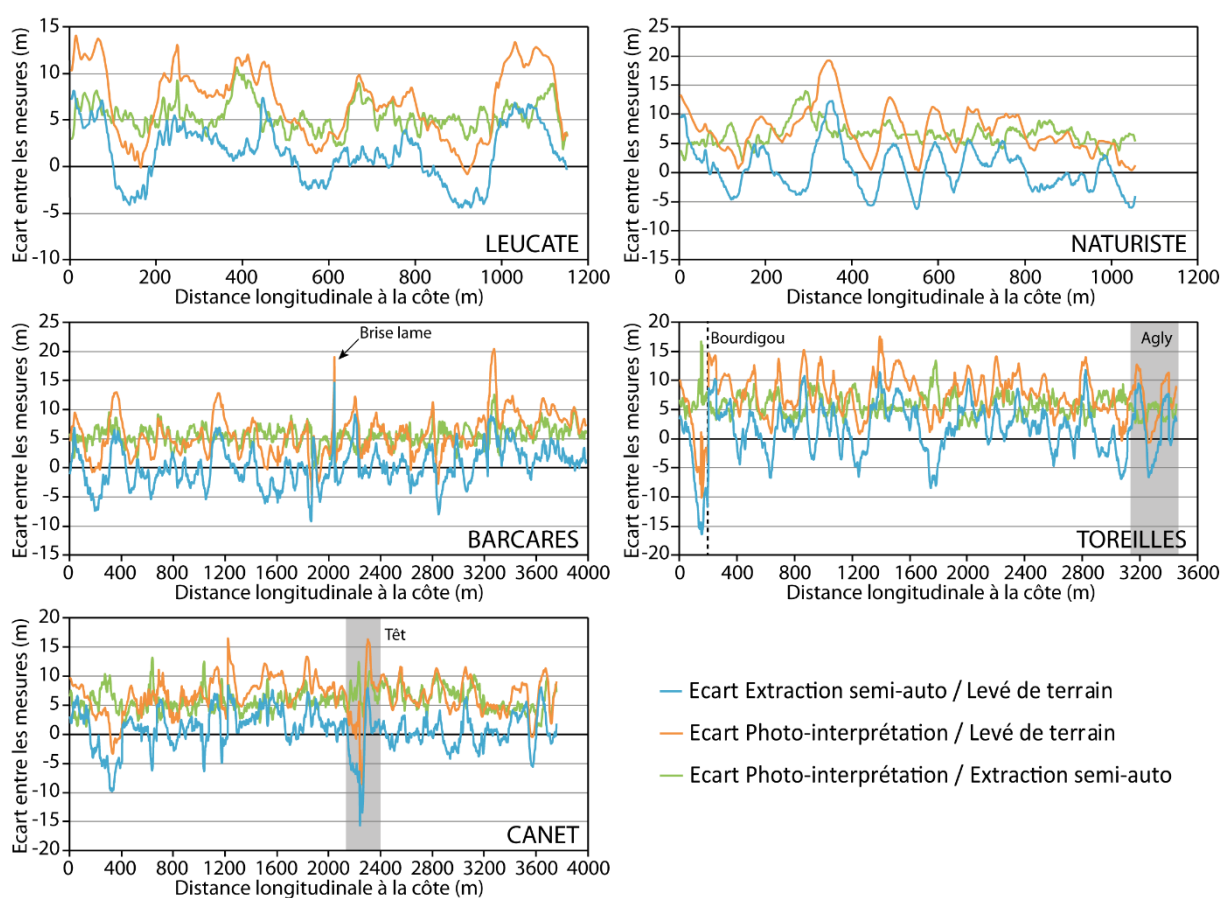 Ecart entre les mesures (m)
15
10
5
0
-5
-10
0 200 400 600 800 1000 1200
LEUCATE
Distance longitudinale à la côte (m)
Ecart entre les mesures (m)
25
20
15
10
5
0
-5
-10
-15
0 200 400 600 800 1000 1200
NATURISTE
Distance longitudinale à la côte (m)
Ecart entre les mesures (m)
25
20
15
10
5
0
-5
-10
-15
Brise lame
BARCARES
0 400 800 1200 1600 2000 2400 2800 3200 3600 4000
Distance longitudinale à la côte (m)
Ecart entre les mesures (m)
20
15
10
5
0
-5
-10
-15
-20
Bourdigou
Agly
TOREILLES
0 400 800 1200 1600 2000 2400 2800 3200 3600
Distance longitudinale à la côte (m)
Ecart entre les mesures (m)
20
15
10
5
0
-5
-10
-15
20
Têt
CANET
0 400 800 1200 1600 2000 2400 2800 3200 3600 4000
Distance longitudinale à la côte (m)
Ecart Extraction semi-auto / Levé de terrain
Ecart Photo-interprétation / Levé de terrain
Ecart Photo-interprétation / Extraction semi-auto